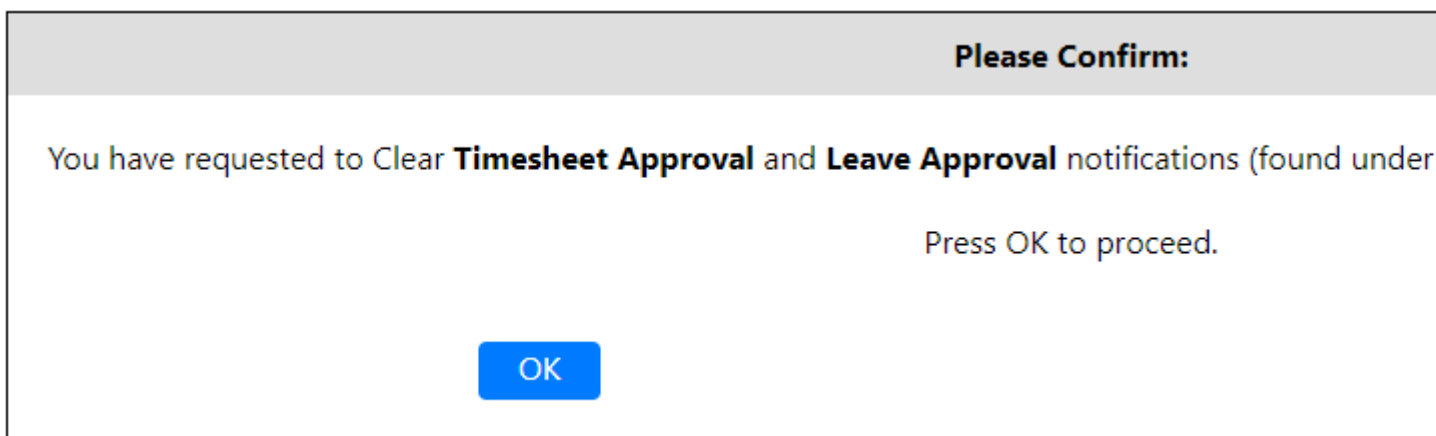 Please Confirm:
You have requested to Clear Timesheet Approval and Leave Approval notifications (found under
Press OK to proceed.
OK